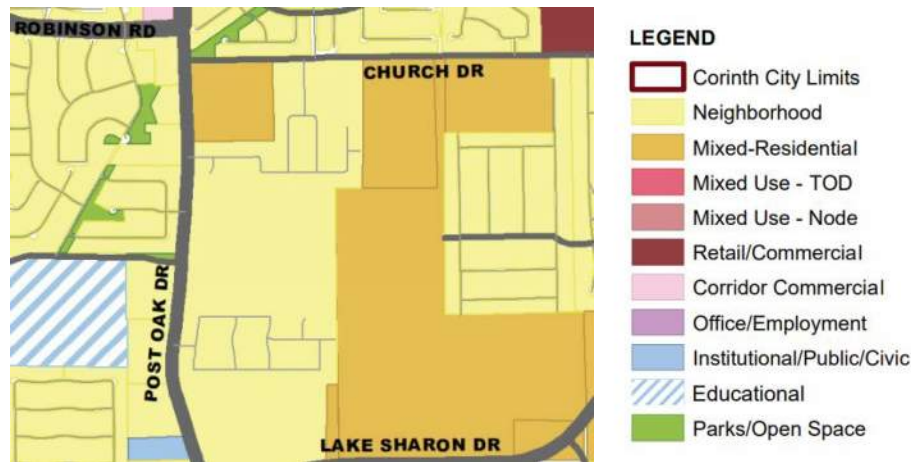 ROBINSON RD
CHURCH DR
POST OAK DR
LAKE SHARON DR
LEGEND
Corinth City Limits
Neighborhood
Mixed-Residential
Mixed Use - TOD
Mixed Use - Node
Retail/Commercial
Corridor Commercial
Office/Employment
Institutional/Public/Civic
Educational
Parks/Open Space